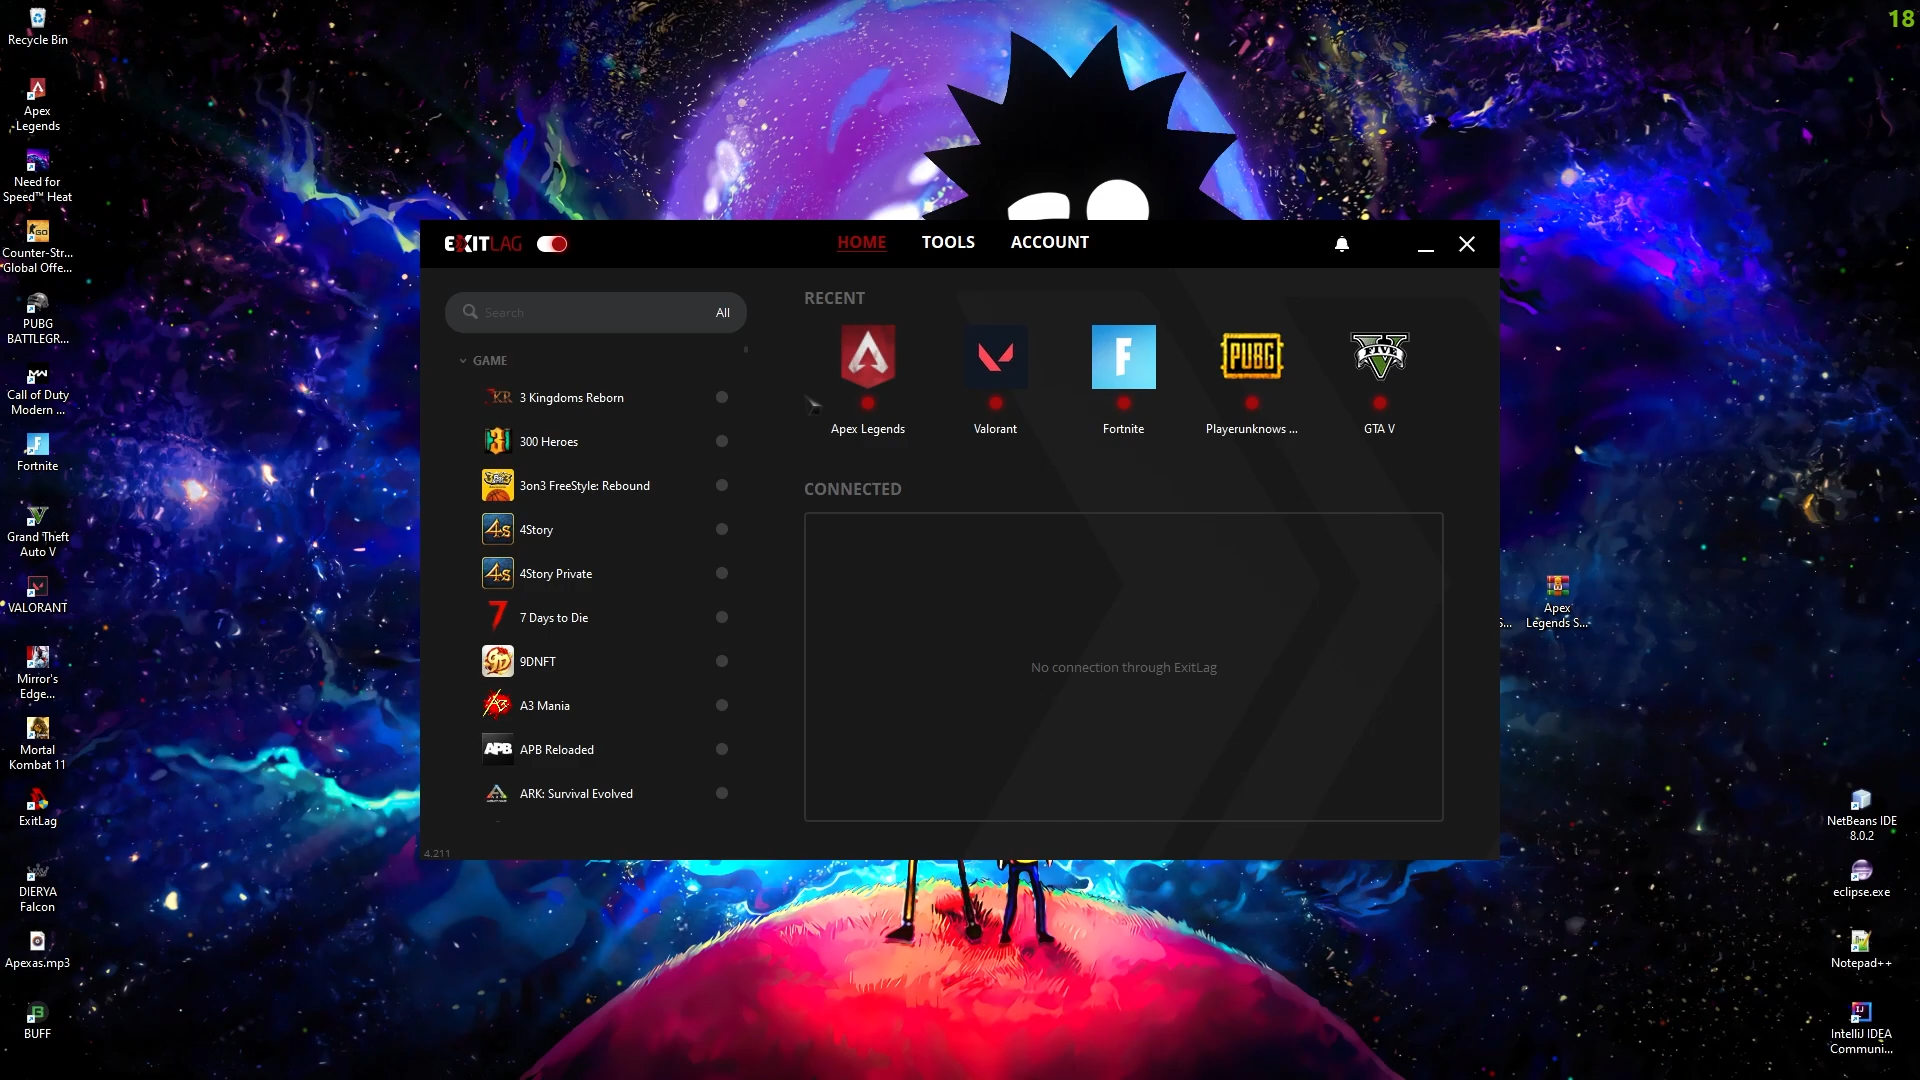 18
Recycle Bin
Apex
Legends
Need for
Speed™ Heat
Counter-Str...
Global Offe...
PUBG
BATTLEGR...
Call of Duty
Modern ...
Fortnite
Grand Theft
Auto V
VALORANT
Mirror's
Edge...
Mortal
Kombat 11
ExitLag
DIERYA
Falcon
Apexas.mp3
BUFF
EXITLAG
HOME
TOOLS
ACCOUNT
Search
All
GAME
3 Kingdoms Reborn
300 Heroes
3on3 FreeStyle: Rebound
4Story
4Story Private
7 Days to Die
9DNFT
A3 Mania
APB
APB Reloaded
ARK: Survival Evolved
4.211
RECENT
PUBG
FIVE
Apex Legends
Valorant
Fortnite
Playerunknows ...
GTA V
CONNECTED
No connection through ExitLag
S...
Apex
Legends S...
NetBeans IDE
8.0.2
eclipse.exe
Notepad++
IntelliJ IDEA
Communi...